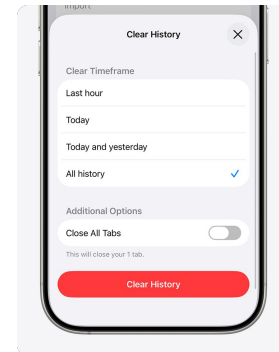 Import
Clear History
Clear Timeframe
Last hour
Today
Today and yesterday
All history
Additional Options
Close All Tabs
This will close your 1 tab.
Clear History